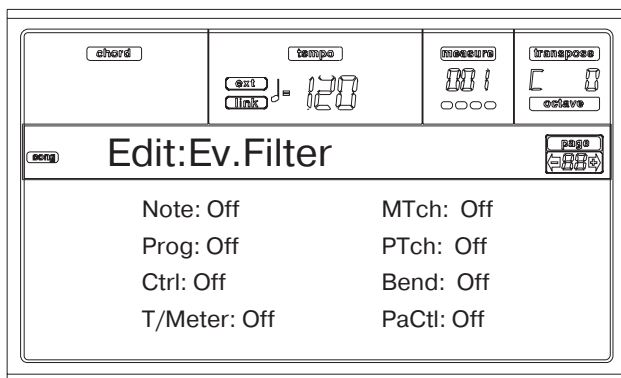 chord tempo measure transpose
ext ♩= 120 001 C 0
link octave
song Edit:Ev.Filter page
88
Note: Off MTch: Off
Prog: Off PTch: Off
Ctrl: Off Bend: Off
T/Meter: Off PaCtl: Off